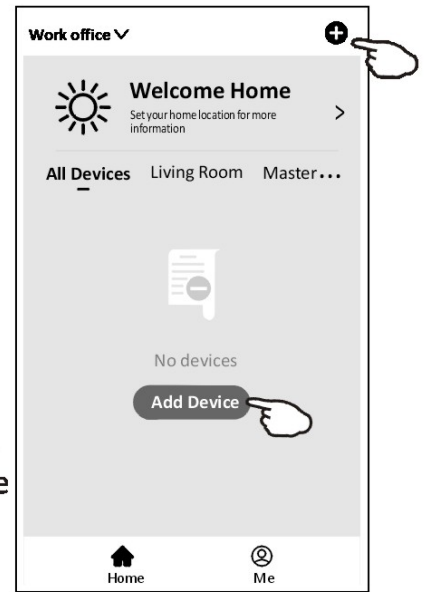 Work office
Welcome Home
Set your home location for more
information
All Devices Living Room Master...
No devices
Add Device
e
Home Me